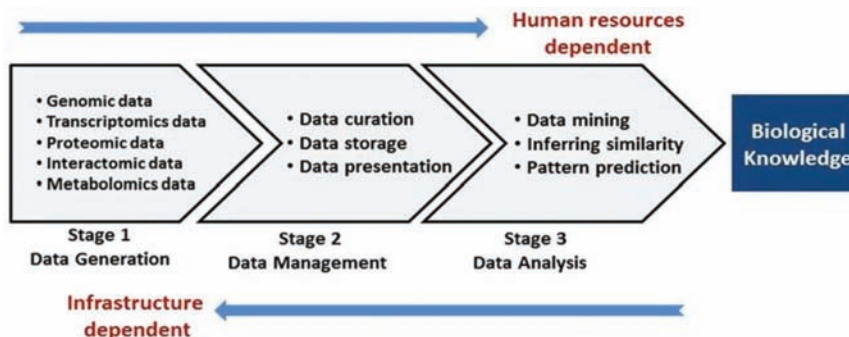 Human resources
dependent
• Genomic data
• Transcriptomics data
• Proteomic data
• Interactomic data
• Metabolomics data
• Data curation
• Data storage
• Data presentation
• Data mining
• Inferring similarity
• Pattern prediction
Biological
Knowledge
Stage 1
Data Generation
Stage 2
Data Management
Stage 3
Data Analysis
Infrastructure
dependent